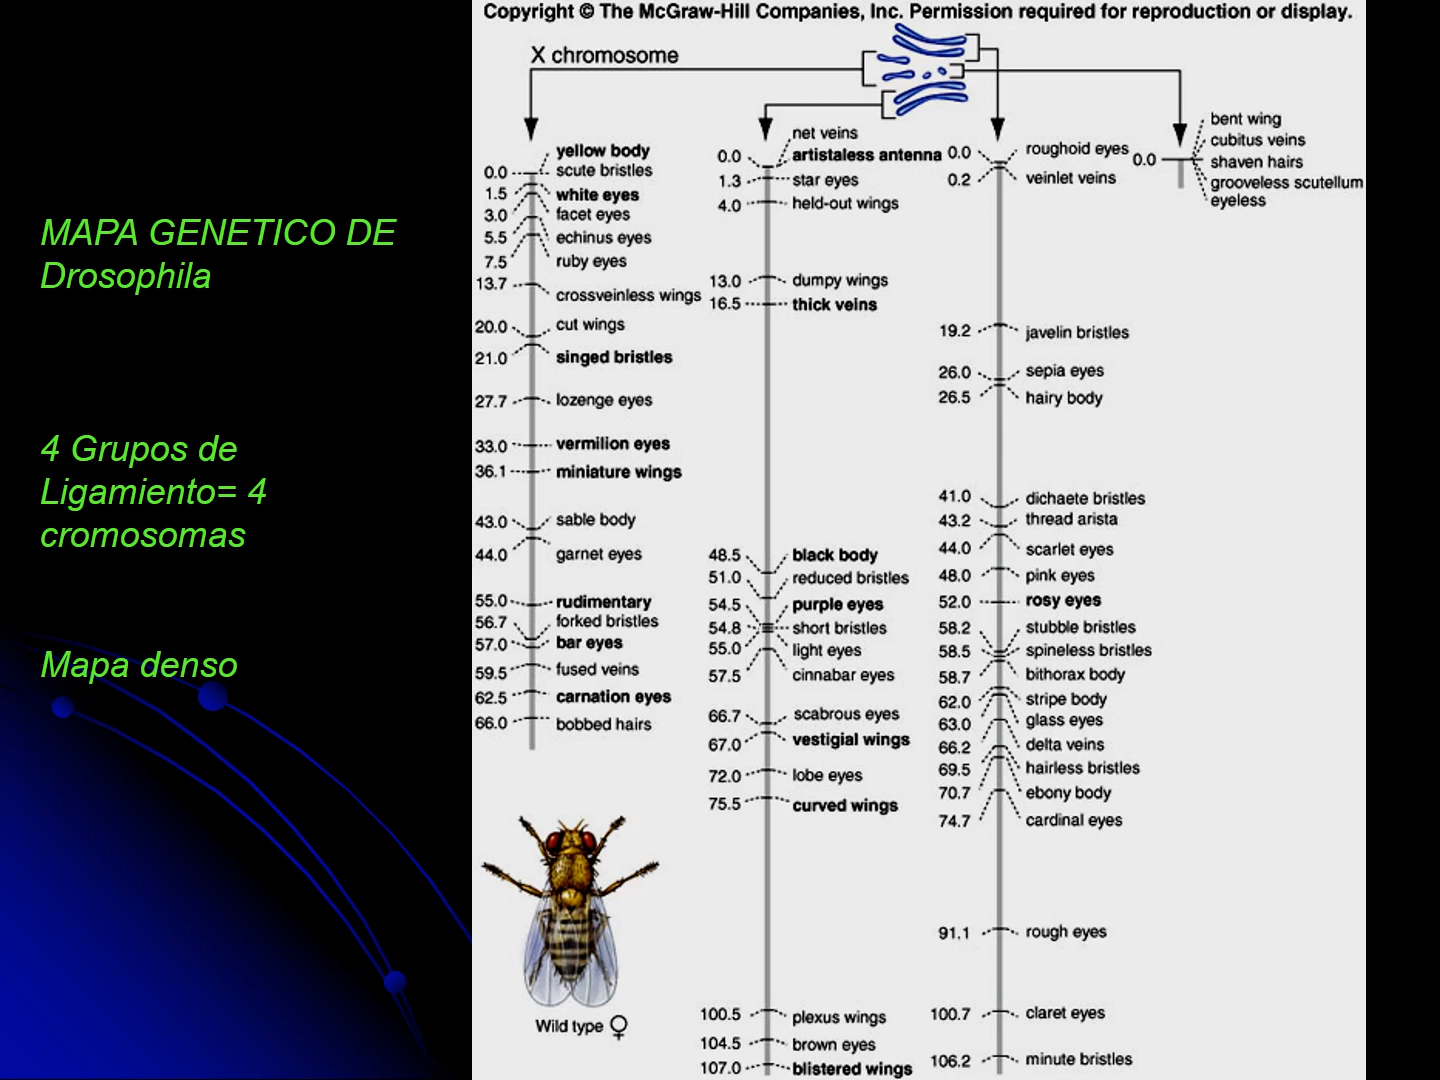 Copyright © The McGraw-Hill Companies, Inc. Permission required for reproduction or display.
MAPA GENETICO DE
Drosophila
4 Grupos de
Ligamiento= 4
cromosomas
Mapa denso
X chromosome
yellow body
0.0 scute bristles
1.5 white eyes
3.0 facet eyes
5.5 echinus eyes
7.5 ruby eyes
13.7 crossveinless wings
20.0 cut wings
21.0 singed bristles
27.7 lozenge eyes
33.0 vermilion eyes
36.1 miniature wings
43.0 sable body
44.0 garnet eyes
55.0 rudimentary
56.7 forked bristles
57.0 bar eyes
59.5 fused veins
62.5 carnation eyes
66.0 bobbed hairs
Wild type ♀
net veins
0.0 artistaless antenna
1.3 star eyes
4.0 held-out wings
13.0 dumpy wings
16.5 thick veins
48.5 black body
51.0 reduced bristles
54.5 purple eyes
54.8 short bristles
55.0 light eyes
57.5 cinnabar eyes
66.7 scabrous eyes
67.0 vestigial wings
72.0 lobe eyes
75.5 curved wings
100.5 plexus wings
104.5 brown eyes
107.0 blistered wings
0.0 roughoid eyes
0.2 veinlet veins
19.2 javelin bristles
26.0 sepia eyes
26.5 hairy body
41.0 dichaete bristles
43.2 thread arista
44.0 scarlet eyes
48.0 pink eyes
52.0 rosy eyes
58.2 stubble bristles
58.5 spineless bristles
58.7 bithorax body
62.0 stripe body
63.0 glass eyes
66.2 delta veins
69.5 hairless bristles
70.7 ebony body
74.7 cardinal eyes
91.1 rough eyes
100.7 claret eyes
106.2 minute bristles
bent wing
cubitus veins
0.0 shaven hairs
grooveless scutellum
eyeless